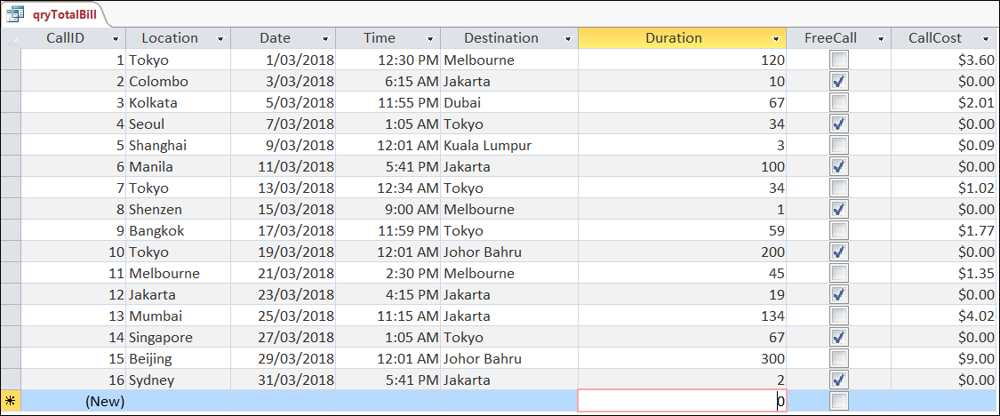 qryTotalBill
CallID Location Date Time Destination Duration FreeCall CallCost
1 Tokyo 1/03/2018 12:30 PM Melbourne 120 $3.60
2 Colombo 3/03/2018 6:15 AM Jakarta 10 $0.00
3 Kolkata 5/03/2018 11:55 PM Dubai 67 $2.01
4 Seoul 7/03/2018 1:05 AM Tokyo 34 $0.00
5 Shanghai 9/03/2018 12:01 AM Kuala Lumpur 3 $0.09
6 Manila 11/03/2018 5:41 PM Jakarta 100 $0.00
7 Tokyo 13/03/2018 12:34 AM Tokyo 34 $1.02
8 Shenzen 15/03/2018 9:00 AM Melbourne 1 $0.00
9 Bangkok 17/03/2018 11:59 PM Tokyo 59 $1.77
10 Tokyo 19/03/2018 12:01 AM Johor Bahru 200 $0.00
11 Melbourne 21/03/2018 2:30 PM Melbourne 45 $1.35
12 Jakarta 23/03/2018 4:15 PM Jakarta 19 $0.00
13 Mumbai 25/03/2018 11:15 AM Jakarta 134 $4.02
14 Singapore 27/03/2018 1:05 AM Tokyo 67 $0.00
15 Beijing 29/03/2018 12:01 AM Johor Bahru 300 $9.00
16 Sydney 31/03/2018 5:41 PM Jakarta 2 $0.00
(New) 0